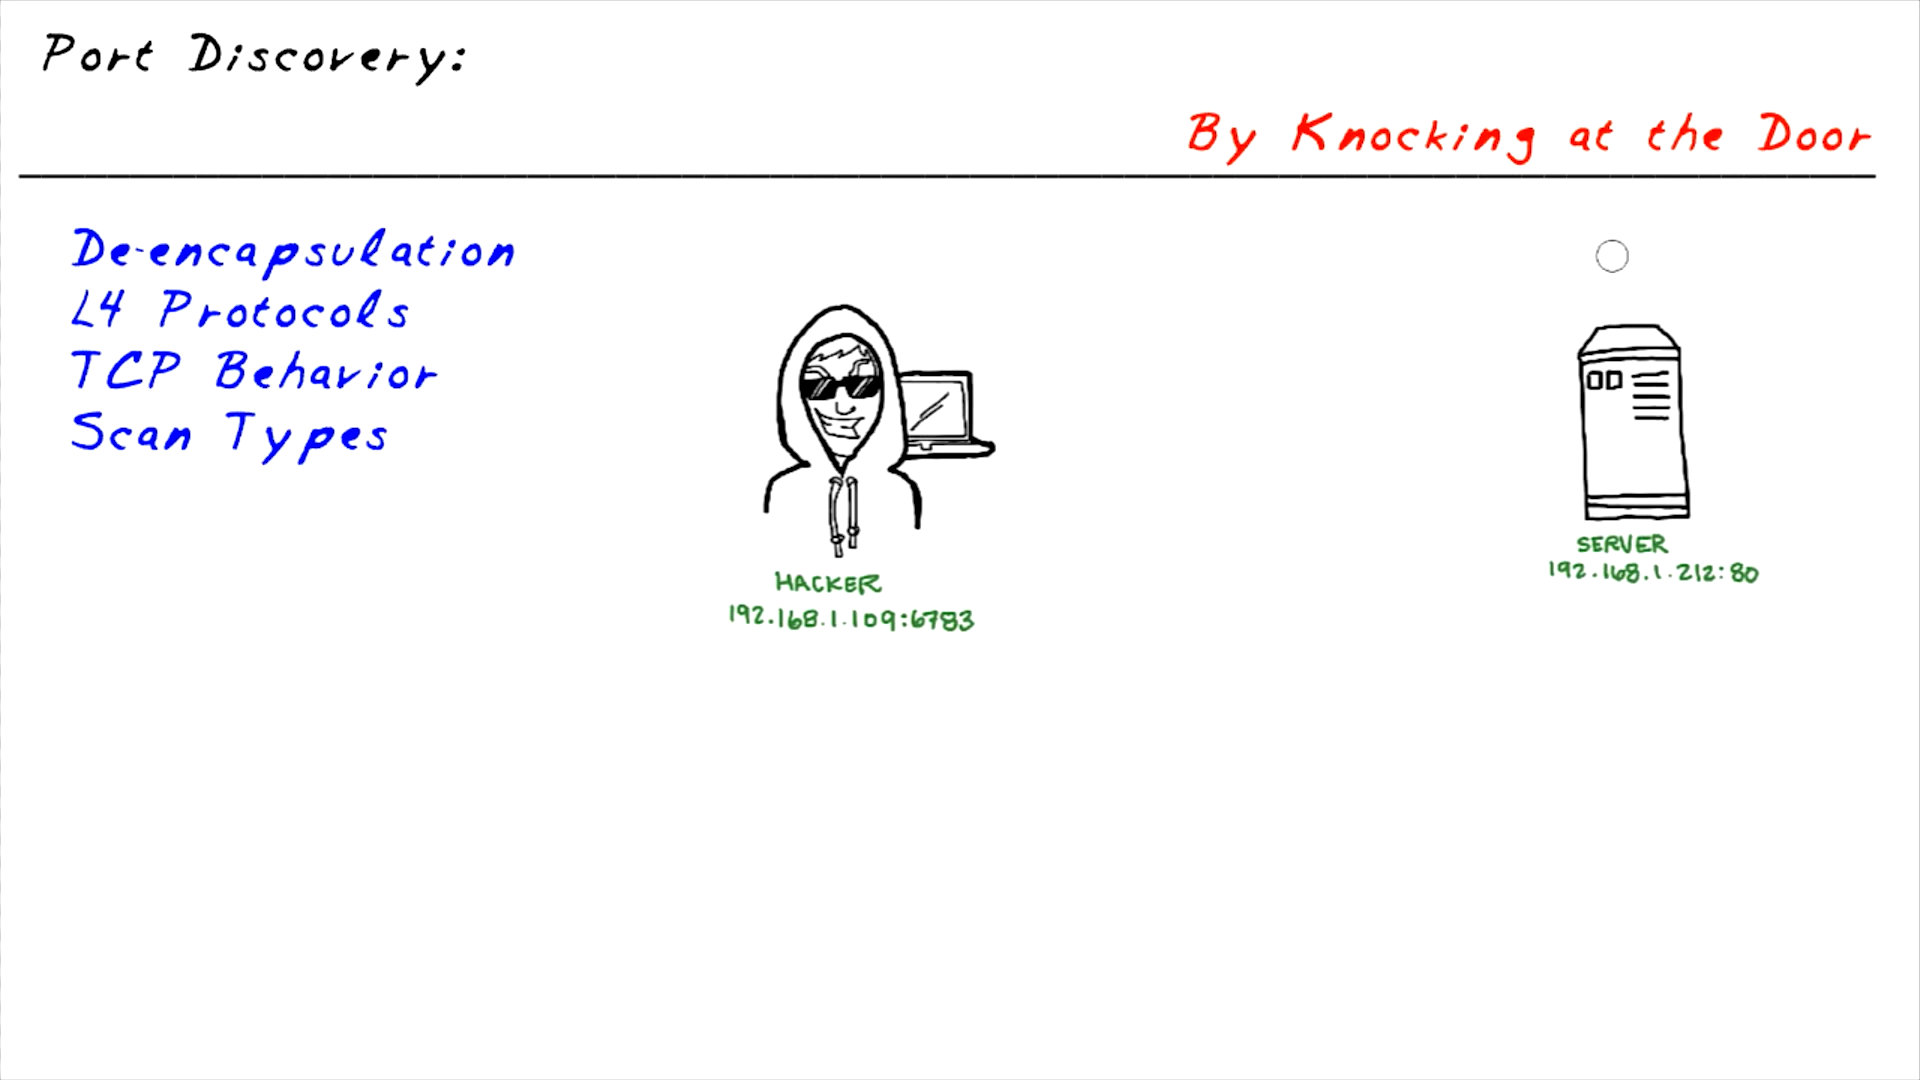 Port Discovery:
By Knocking at the Door
De-encapsulation
L4 Protocols
TCP Behavior
Scan Types
HACKER
192.168.1.109:6783
SERVER
192.168.1.212:80